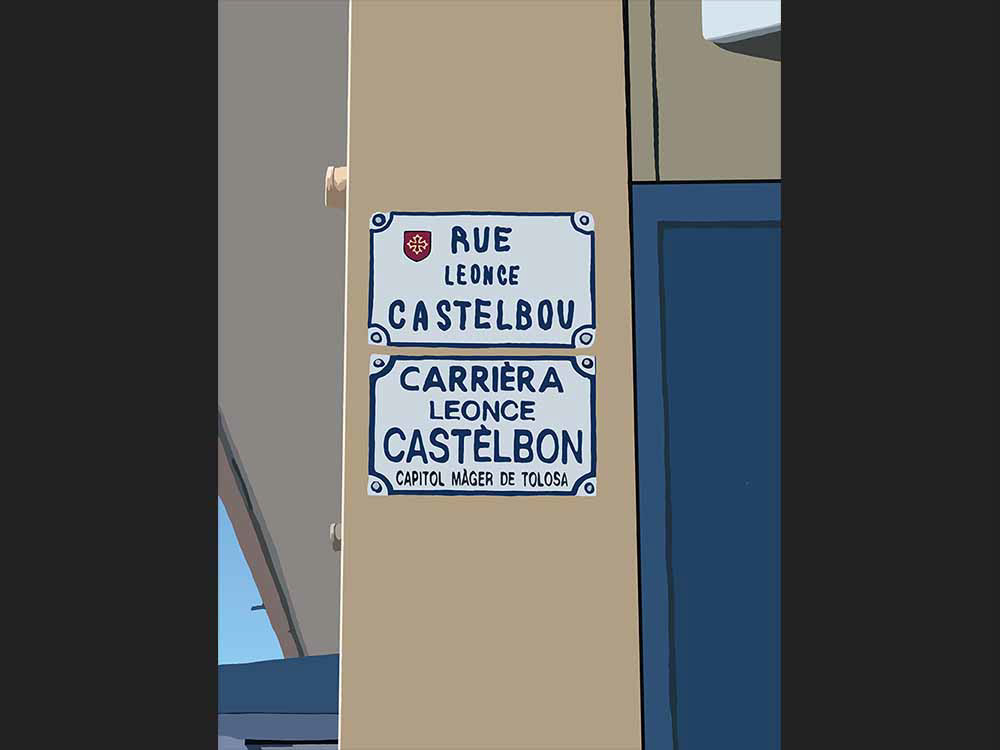 RUE
LEONCE
CASTELBOU
CARRIÈRA
LEONCE
CASTÈLBON
CAPITOL MÀGER DE TOLOSA